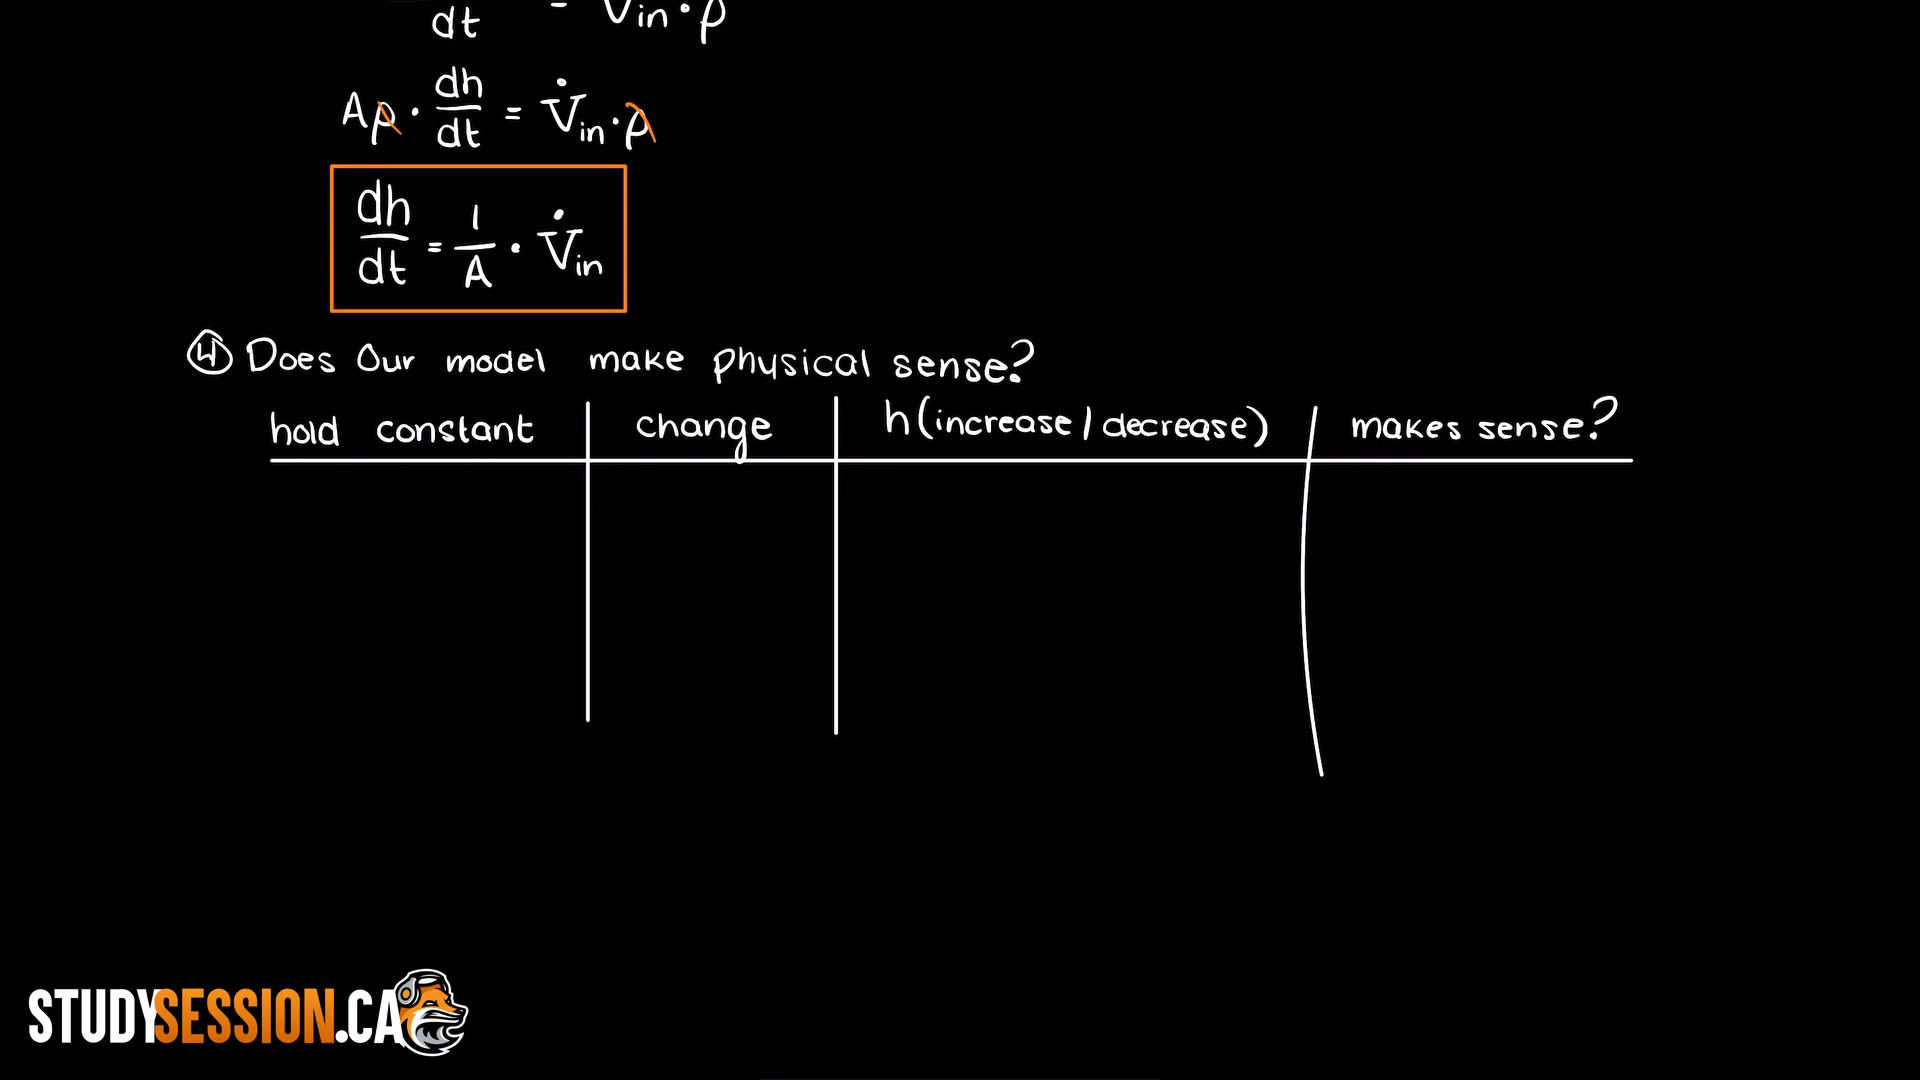 dt = V̇in · ρ
Aρ · dh/dt = V̇in · ρ
dh/dt = 1/A · V̇in
④ Does Our model make physical sense?
hold constant | change | h(increase/decrease) | makes sense?
STUDYSESSION.CA